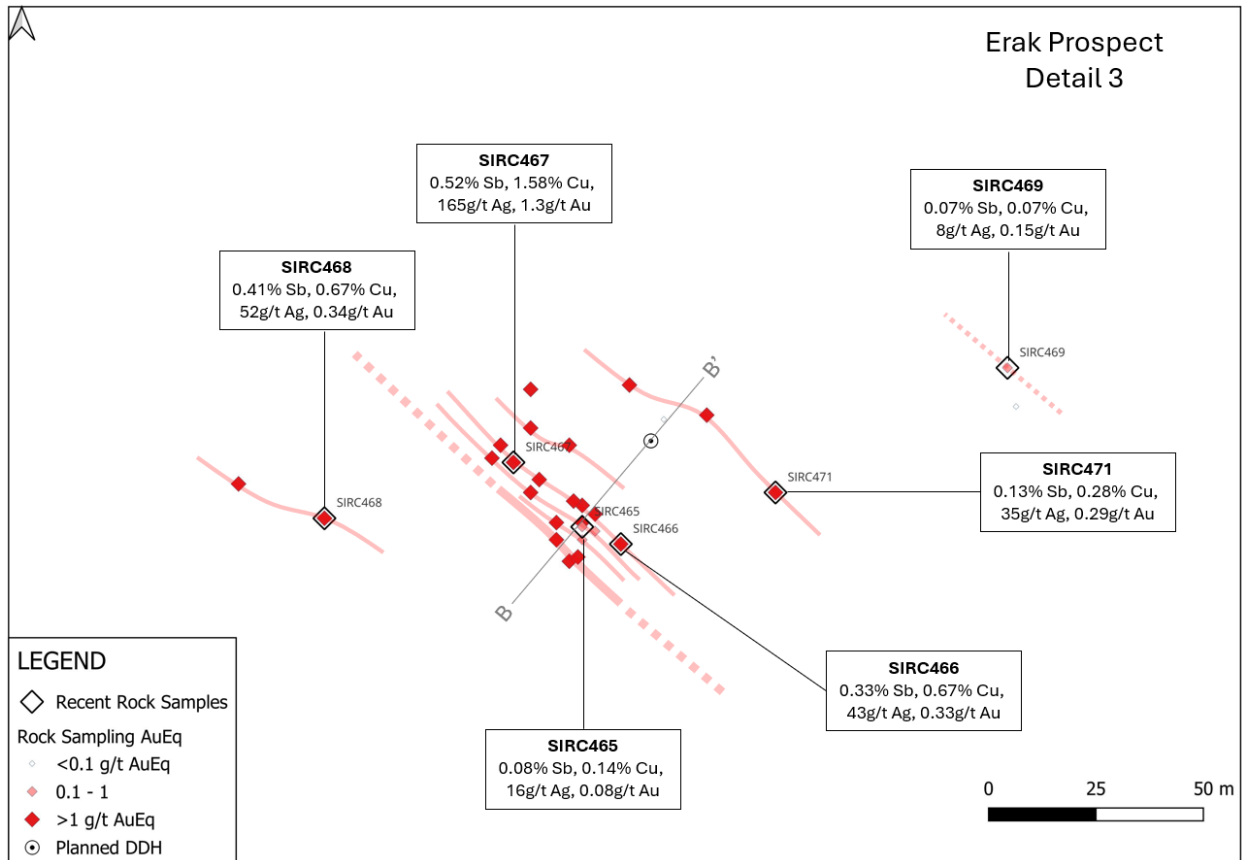 Erak Prospect
Detail 3
SIRC467
0.52% Sb, 1.58% Cu,
165g/t Ag, 1.3g/t Au
SIRC469
0.07% Sb, 0.07% Cu,
8g/t Ag, 0.15g/t Au
SIRC468
0.41% Sb, 0.67% Cu,
52g/t Ag, 0.34g/t Au
SIRC469
B'
SIRC467
SIRC471
SIRC468
SIRC465
SIRC466
B
SIRC471
0.13% Sb, 0.28% Cu,
35g/t Ag, 0.29g/t Au
SIRC466
0.33% Sb, 0.67% Cu,
43g/t Ag, 0.33g/t Au
SIRC465
0.08% Sb, 0.14% Cu,
16g/t Ag, 0.08g/t Au
LEGEND
Recent Rock Samples
Rock Sampling AuEq
<0.1 g/t AuEq
0.1 - 1
>1 g/t AuEq
Planned DDH
0 25 50 m